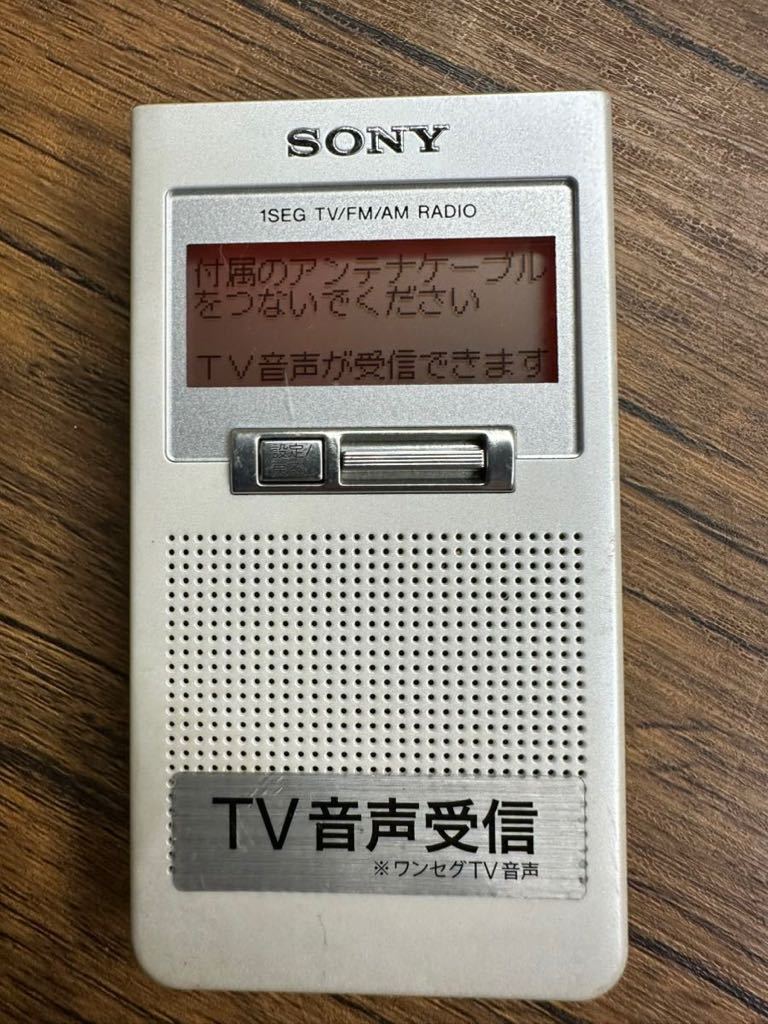 SONY
1SEG TV/FM/AM RADIO
付属のアンテナケーブル
をつないでください
TV音声が受信できます
設定/
TV音声受信
※ワンセグTV音声